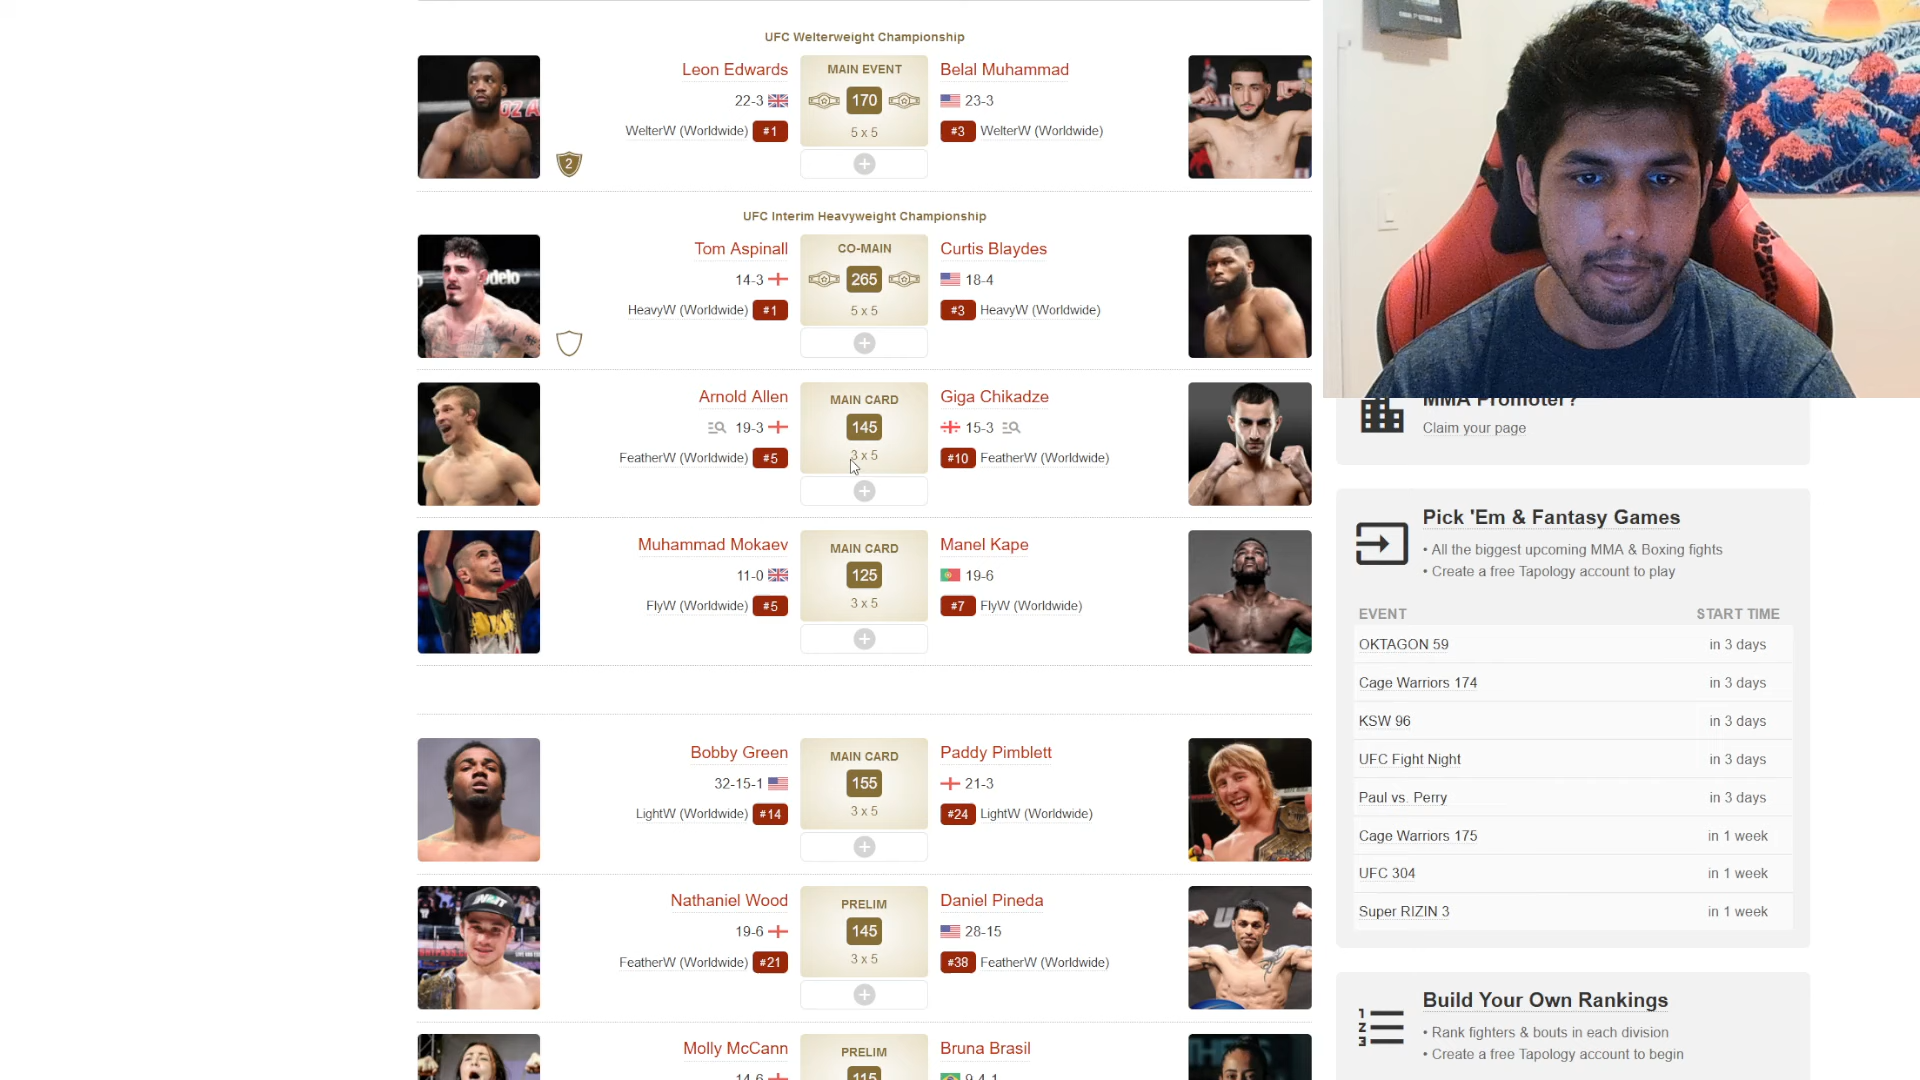 UFC Welterweight Championship
Leon Edwards
MAIN EVENT
Belal Muhammad
22-3
170
23-3
WelterW (Worldwide) #1
5 x 5
#3 WelterW (Worldwide)
2
UFC Interim Heavyweight Championship
Tom Aspinall
CO-MAIN
Curtis Blaydes
14-3
265
18-4
HeavyW (Worldwide) #1
5 x 5
#3 HeavyW (Worldwide)
Arnold Allen
MAIN CARD
Giga Chikadze
19-3
145
15-3
FeatherW (Worldwide) #5
3 x 5
#10 FeatherW (Worldwide)
Muhammad Mokaev
MAIN CARD
Manel Kape
11-0
125
19-6
FlyW (Worldwide) #5
3 x 5
#7 FlyW (Worldwide)
Bobby Green
MAIN CARD
Paddy Pimblett
32-15-1
155
21-3
LightW (Worldwide) #14
3 x 5
#24 LightW (Worldwide)
Nathaniel Wood
PRELIM
Daniel Pineda
19-6
145
28-15
FeatherW (Worldwide) #21
3 x 5
#38 FeatherW (Worldwide)
Molly McCann
PRELIM
Bruna Brasil
14-6
115
9-4-1
MMA Promoter?
Claim your page
Pick 'Em & Fantasy Games
• All the biggest upcoming MMA & Boxing fights
• Create a free Tapology account to play
EVENT START TIME
OKTAGON 59 in 3 days
Cage Warriors 174 in 3 days
KSW 96 in 3 days
UFC Fight Night in 3 days
Paul vs. Perry in 3 days
Cage Warriors 175 in 1 week
UFC 304 in 1 week
Super RIZIN 3 in 1 week
Build Your Own Rankings
• Rank fighters & bouts in each division
• Create a free Tapology account to begin